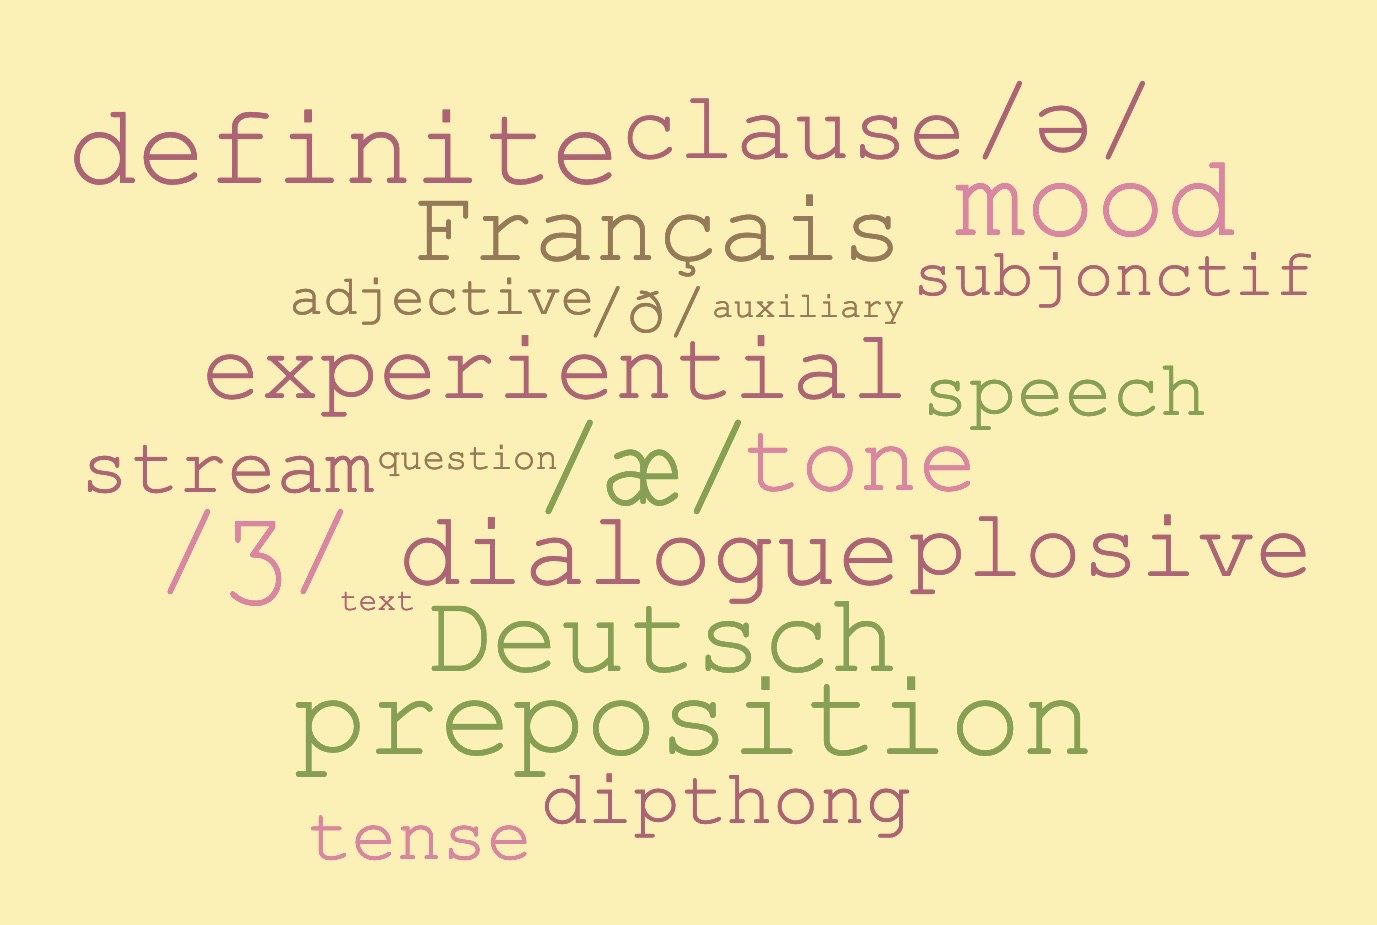 definite clause /ə/
Français mood
adjective /ð/ auxiliary subjonctif
experiential speech
stream question /æ/ tone
/ʒ/ dialogue plosive
text
Deutsch
preposition
dipthong
tense